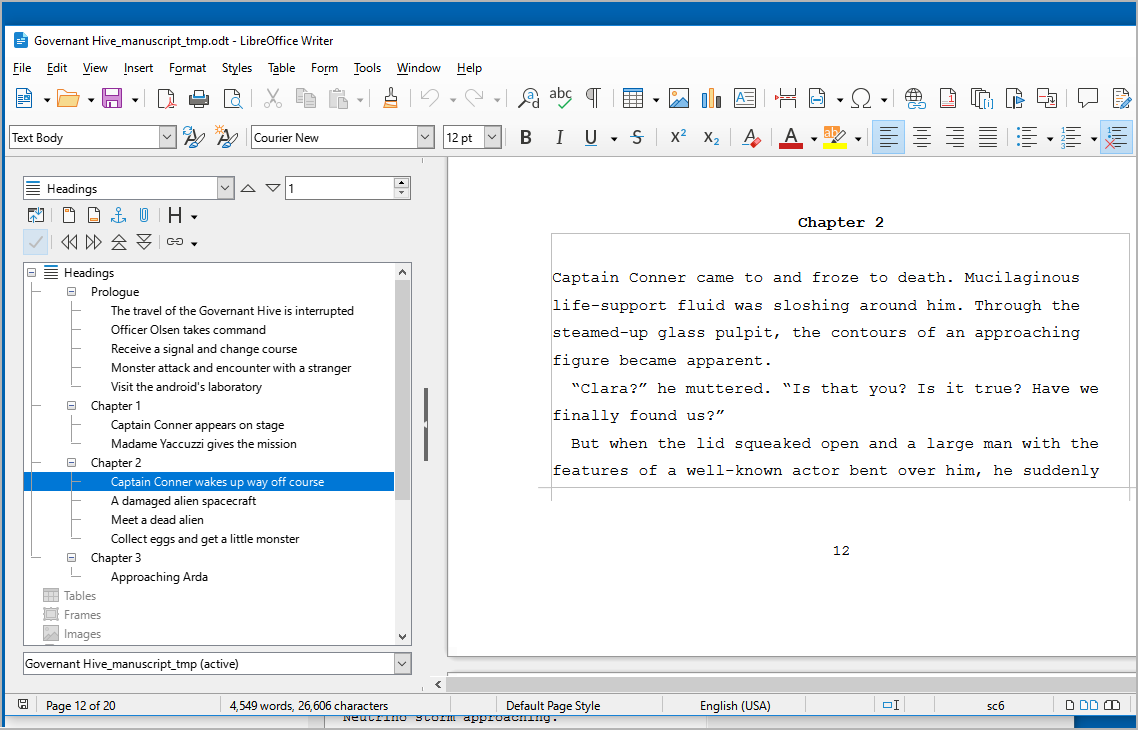 Governant Hive_manuscript_tmp.odt - LibreOffice Writer
File Edit View Insert Format Styles Table Form Tools Window Help
Text Body Courier New 12 pt B I U S X² X₂ A ab
Headings 1
H
Headings
Prologue
The travel of the Governant Hive is interrupted
Officer Olsen takes command
Receive a signal and change course
Monster attack and encounter with a stranger
Visit the android's laboratory
Chapter 1
Captain Conner appears on stage
Madame Yaccuzzi gives the mission
Chapter 2
Captain Conner wakes up way off course
A damaged alien spacecraft
Meet a dead alien
Collect eggs and get a little monster
Chapter 3
Approaching Arda
Tables
Frames
Images
Governant Hive_manuscript_tmp (active)
Chapter 2
Captain Conner came to and froze to death. Mucilaginous
life-support fluid was sloshing around him. Through the
steamed-up glass pulpit, the contours of an approaching
figure became apparent.
“Clara?” he muttered. “Is that you? Is it true? Have we
finally found us?”
But when the lid squeaked open and a large man with the
features of a well-known actor bent over him, he suddenly
12
Page 12 of 20 4,549 words, 26,606 characters Default Page Style English (USA) sc6
Neutrino storm approaching.